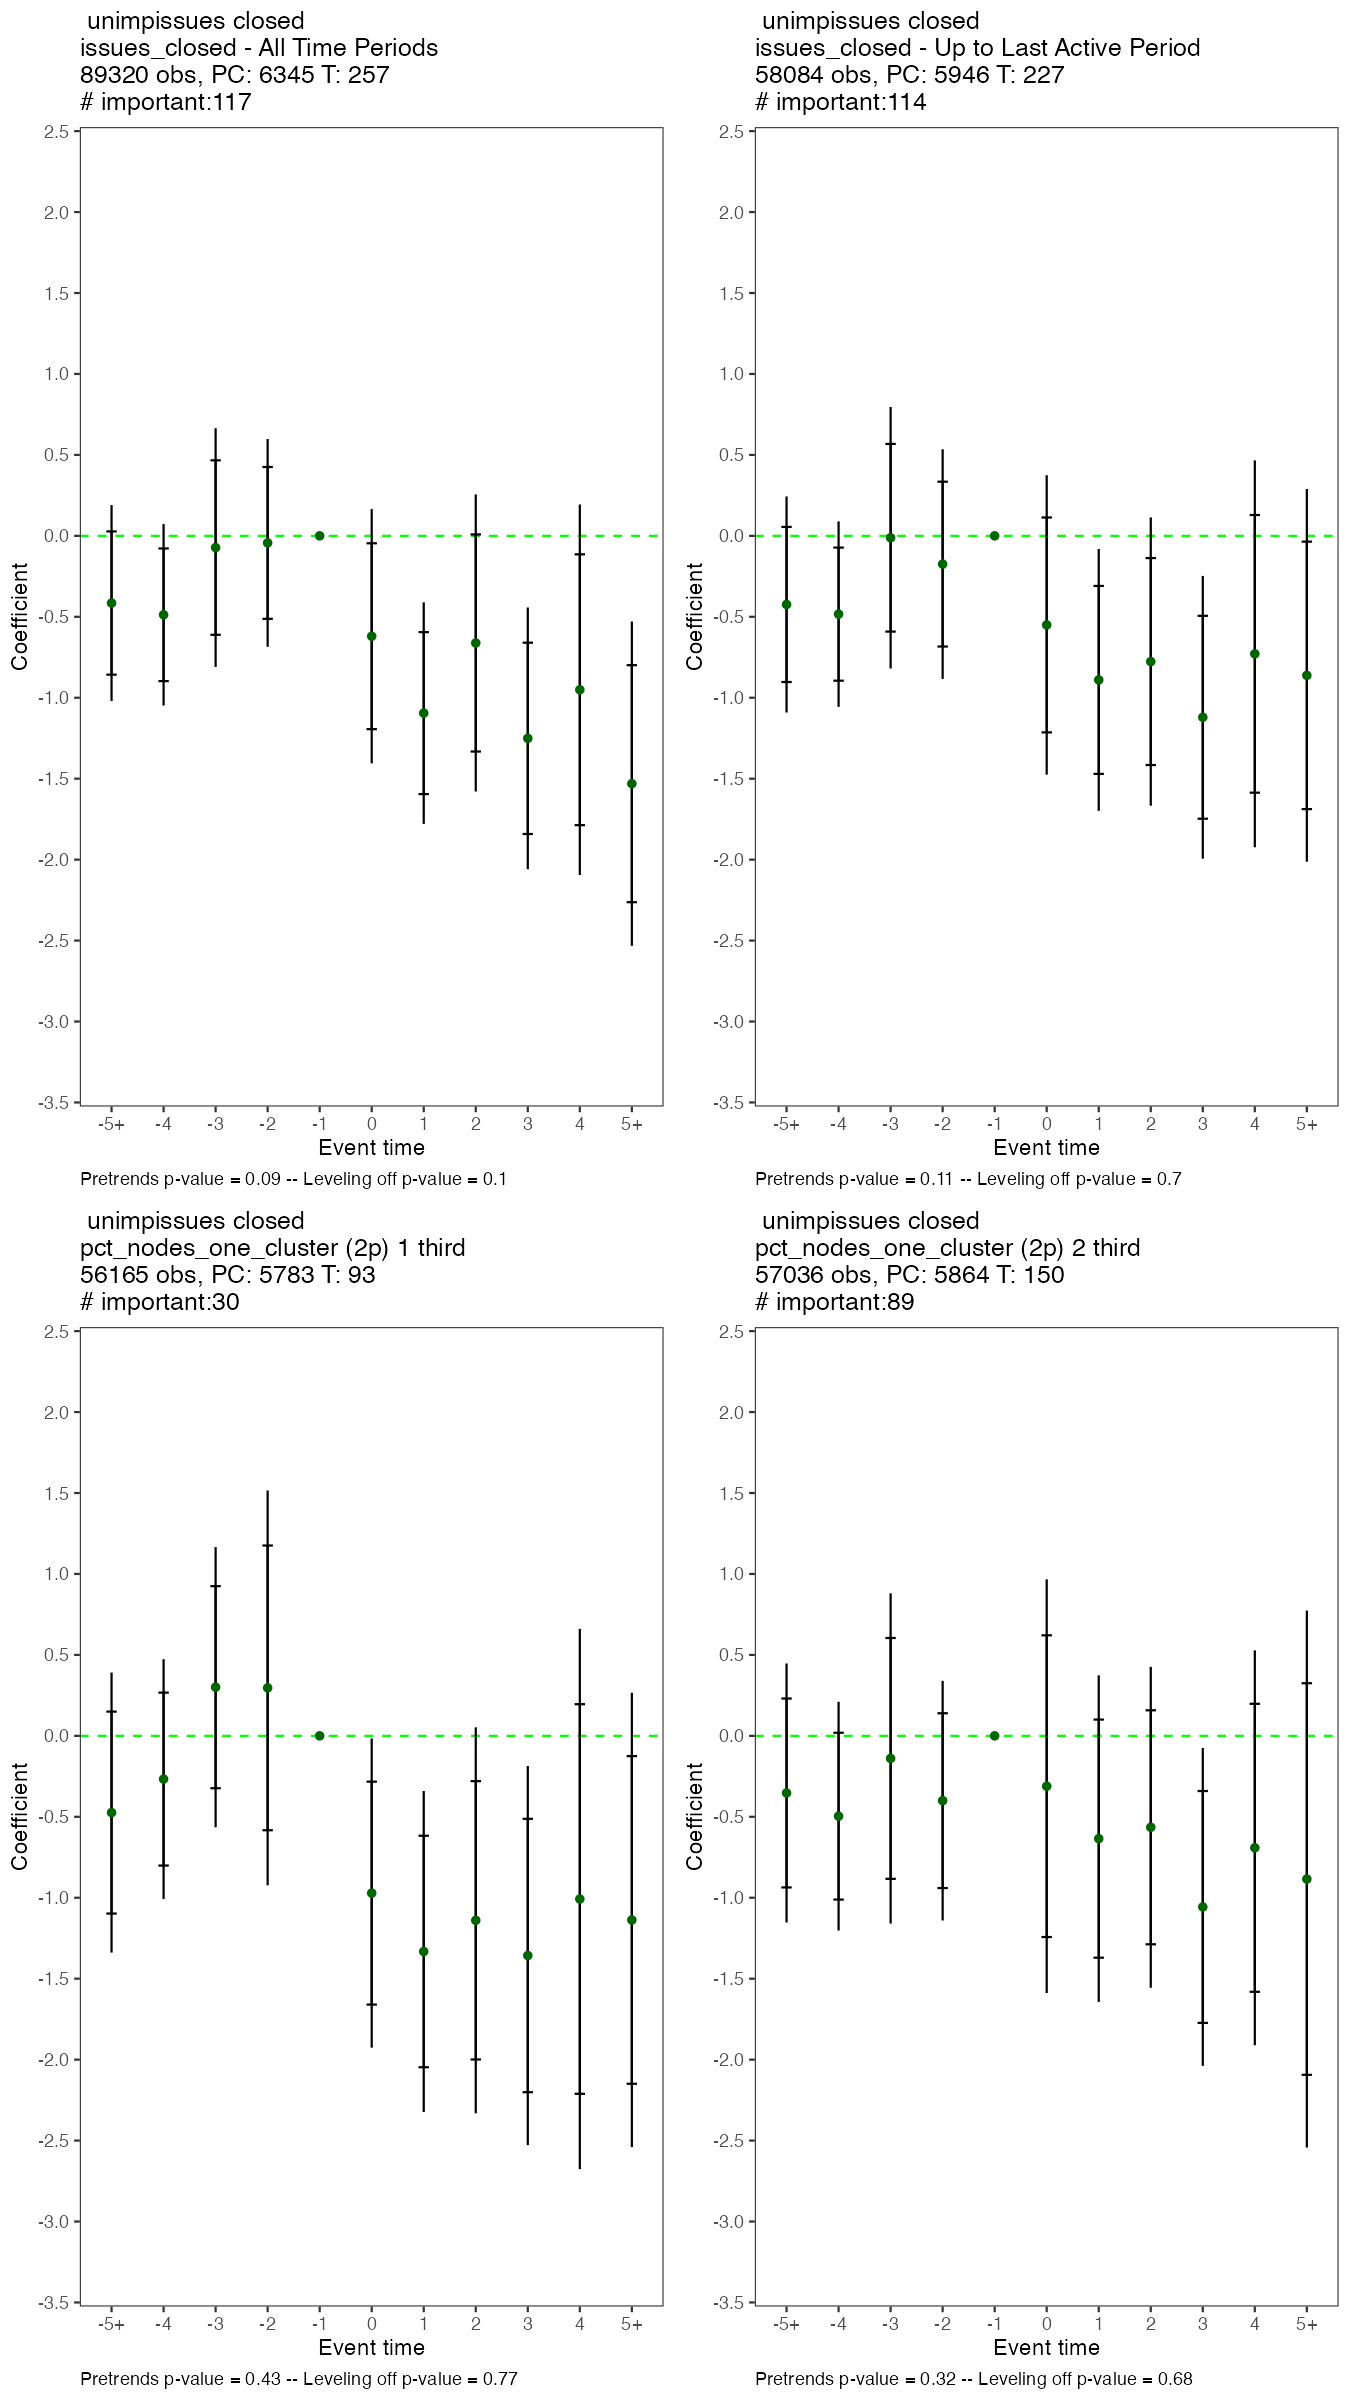 unimpissues closed
issues_closed - All Time Periods
89320 obs, PC: 6345 T: 257
# important:117
2.5
2.0
1.5
1.0
0.5
0.0
-0.5
-1.0
-1.5
-2.0
-2.5
-3.0
-3.5
Coefficient
-5+ -4 -3 -2 -1 0 1 2 3 4 5+
Event time
Pretrends p-value = 0.09 -- Leveling off p-value = 0.1
unimpissues closed
issues_closed - Up to Last Active Period
58084 obs, PC: 5946 T: 227
# important:114
2.5
2.0
1.5
1.0
0.5
0.0
-0.5
-1.0
-1.5
-2.0
-2.5
-3.0
-3.5
Coefficient
-5+ -4 -3 -2 -1 0 1 2 3 4 5+
Event time
Pretrends p-value = 0.11 -- Leveling off p-value = 0.7
unimpissues closed
pct_nodes_one_cluster (2p) 1 third
56165 obs, PC: 5783 T: 93
# important:30
2.5
2.0
1.5
1.0
0.5
0.0
-0.5
-1.0
-1.5
-2.0
-2.5
-3.0
-3.5
Coefficient
-5+ -4 -3 -2 -1 0 1 2 3 4 5+
Event time
Pretrends p-value = 0.43 -- Leveling off p-value = 0.77
unimpissues closed
pct_nodes_one_cluster (2p) 2 third
57036 obs, PC: 5864 T: 150
# important:89
2.5
2.0
1.5
1.0
0.5
0.0
-0.5
-1.0
-1.5
-2.0
-2.5
-3.0
-3.5
Coefficient
-5+ -4 -3 -2 -1 0 1 2 3 4 5+
Event time
Pretrends p-value = 0.32 -- Leveling off p-value = 0.68